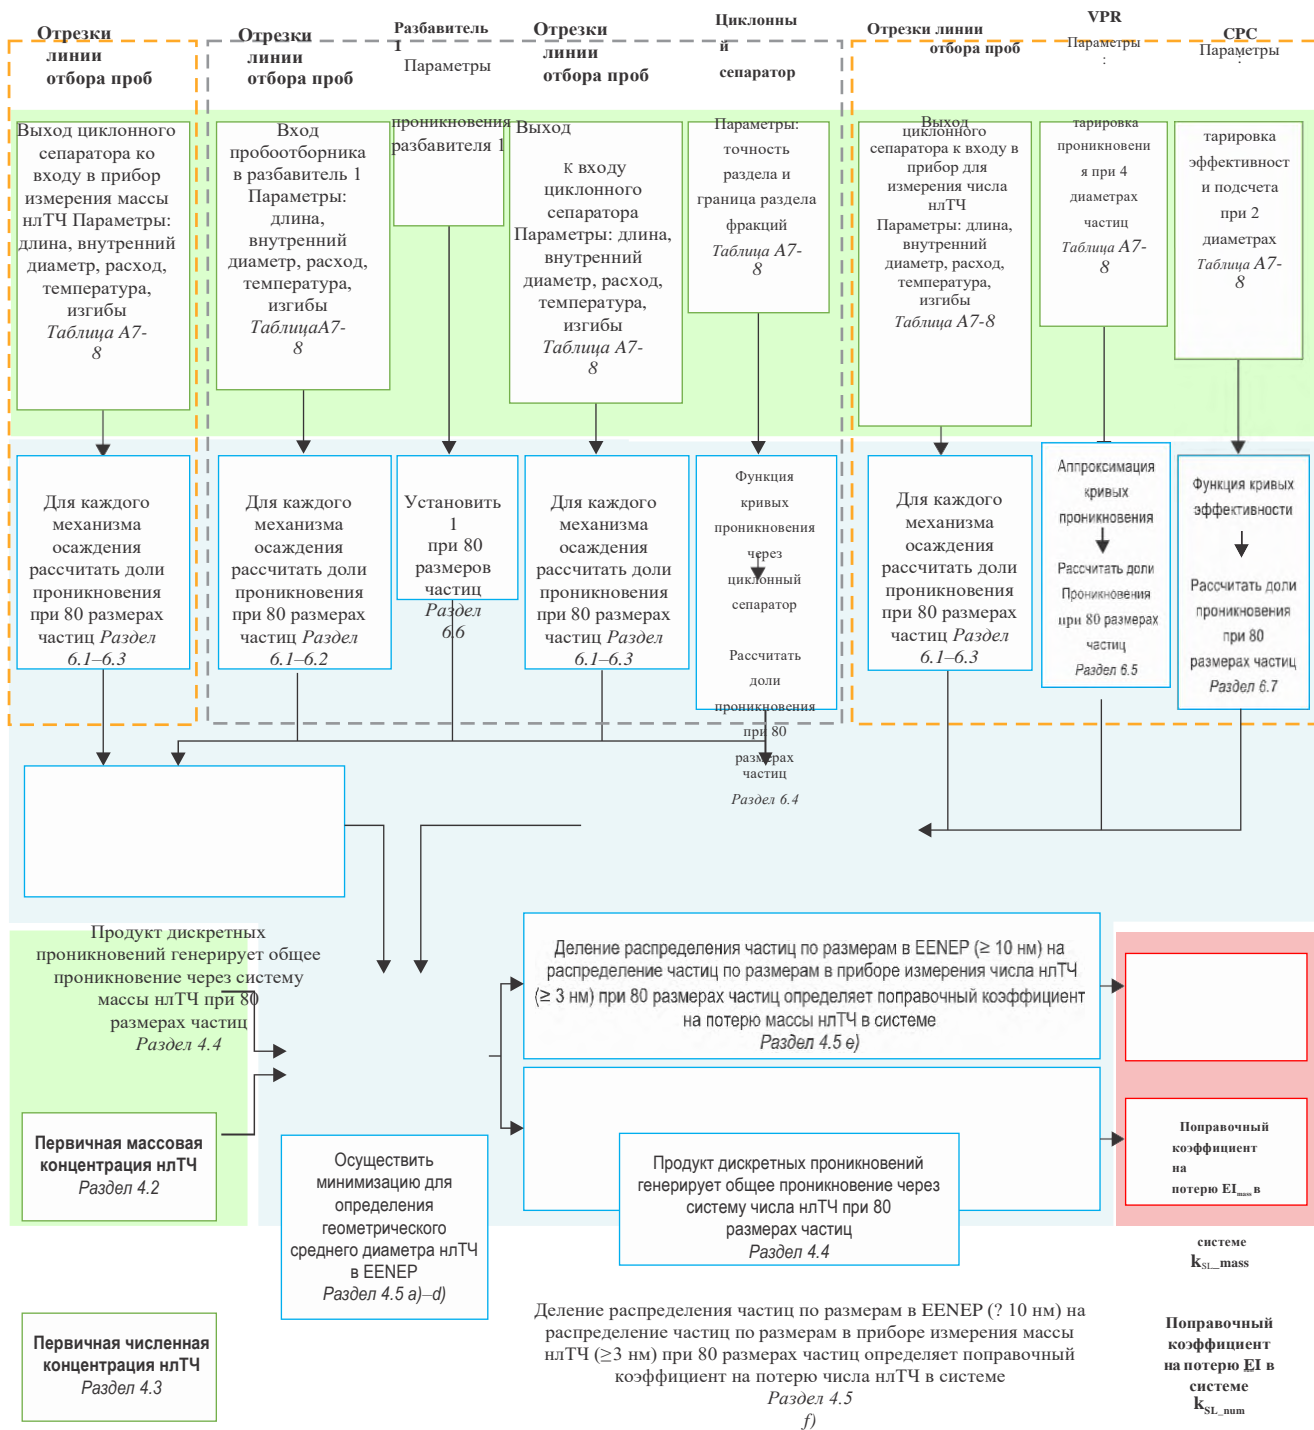 Отрезки
линии
отбора проб
Отрезки
линии
отбора проб
Разбавитель
1
Параметры
Отрезки
линии
отбора проб
Циклонны
й
сепаратор
Отрезки линии
отбора проб
VPR
Параметры
:
CPC
Параметры
:
Выход циклонного
сепаратора ко
входу в прибор
измерения массы
нлТЧ Параметры:
длина, внутренний
диаметр, расход,
температура,
изгибы
Таблица А7-
8
Вход
пробоотборника
в разбавитель 1
Параметры:
длина,
внутренний
диаметр, расход,
температура,
изгибы
ТаблицаА7-
8
проникновения
разбавителя 1
Выход
к входу
циклонного
сепаратора
Параметры: длина,
внутренний
диаметр, расход,
температура,
изгибы
Таблица А7-
8
Параметры:
точность
раздела и
граница раздела
фракций
Таблица А7-
8
Выход
циклонного
сепаратора к входу в
прибор для
измерения числа
нлТЧ
Параметры: длина,
внутренний
диаметр, расход,
температура,
изгибы
Таблица А7-8
тарировка
проникновени
я при 4
диаметрах
частиц
Таблица А7-
8
тарировка
эффективност
и подсчета
при 2
диаметрах
Таблица А7-
8
Для каждого
механизма
осаждения
рассчитать доли
проникновения
при 80 размерах
частиц Раздел
6.1–6.3
Для каждого
механизма
осаждения
рассчитать доли
проникновения
при 80 размерах
частиц Раздел
6.1–6.2
Установить
1
при 80
размеров
частиц
Раздел
6.6
Для каждого
механизма
осаждения
рассчитать доли
проникновения
при 80 размерах
частиц Раздел
6.1–6.3
Функция
кривых
проникновения
через
циклонный
сепаратор
Рассчитать
доли
проникновения
при 80
размерах
частиц
Раздел 6.4
Для каждого
механизма
осаждения
рассчитать доли
проникновения
при 80 размерах
частиц Раздел
6.1–6.3
Аппроксимация
кривых
проникновения
Рассчитать доли
Проникновения
при 80 размерах
частиц
Раздел 6.5
Функция кривых
эффективности
Рассчитать доли
проникновения
при 80
размерах частиц
Раздел 6.7
Продукт дискретных
проникновений генерирует общее
проникновение через систему
массы нлТЧ при 80
размерах частиц
Раздел 4.4
Деление распределения частиц по размерам в EENEP (≥ 10 нм) на
распределение частиц по размерам в приборе измерения числа нлТЧ
(≥ 3 нм) при 80 размерах частиц определяет поправочный коэффициент
на потерю массы нлТЧ в системе
Раздел 4.5 е)
Первичная массовая
концентрация нлТЧ
Раздел 4.2
Осуществить
минимизацию для
определения
геометрического
среднего диаметра нлТЧ
в EENEP
Раздел 4.5 a)–d)
Продукт дискретных проникновений
генерирует общее проникновение через
систему числа нлТЧ при 80
размерах частиц
Раздел 4.4
Поправочный
коэффициент
на
потерю EImass в
системе
kSL_mass
Первичная численная
концентрация нлТЧ
Раздел 4.3
Деление распределения частиц по размерам в EENEP (? 10 нм) на
распределение частиц по размерам в приборе измерения массы
нлТЧ (≥3 нм) при 80 размерах частиц определяет поправочный
коэффициент на потерю числа нлТЧ в системе
Раздел 4.5
f)
Поправочный
коэффициент
на потерю EI в
системе
kSL_num